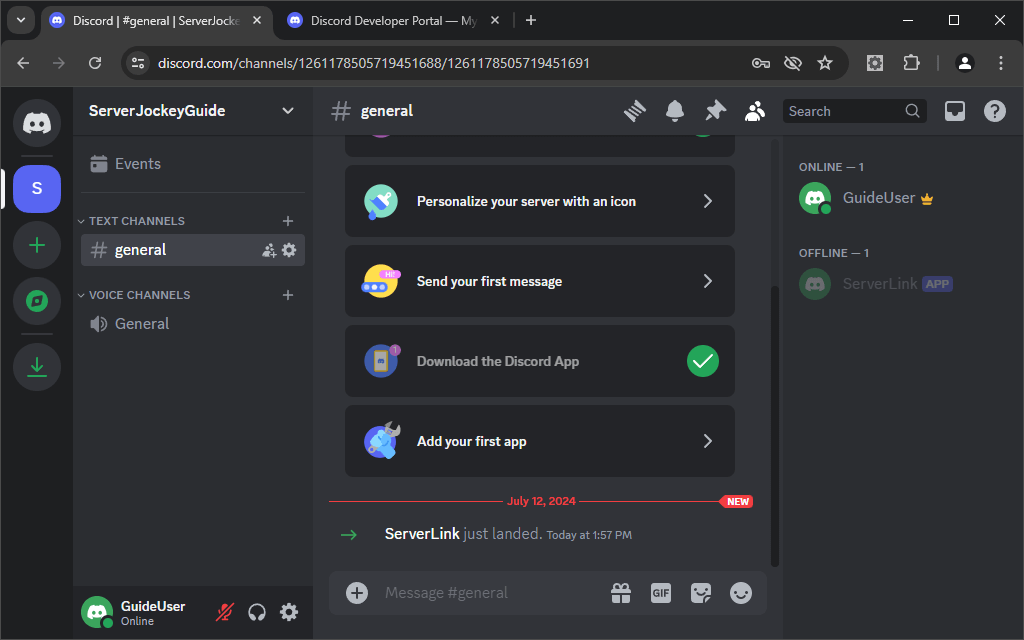 Discord | #general | ServerJocke
Discord Developer Portal — My
discord.com/channels/1261178505719451688/1261178505719451691
S
ServerJockeyGuide
Events
TEXT CHANNELS
general
VOICE CHANNELS
General
GuideUser
Online
general
Search
Personalize your server with an icon
HI!
Send your first message
1
Download the Discord App
Add your first app
July 12, 2024
NEW
ServerLink just landed. Today at 1:57 PM
Message #general
GIF
ONLINE — 1
GuideUser
OFFLINE — 1
ServerLink APP